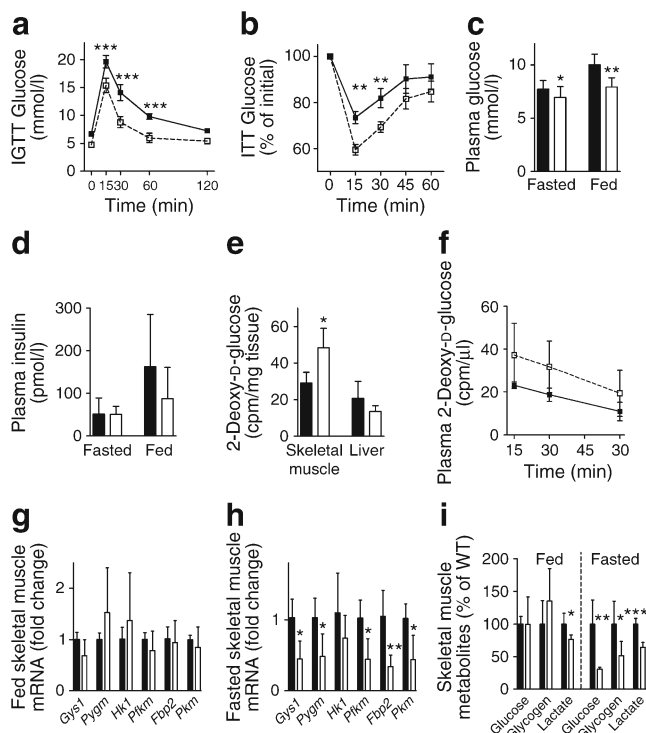 a
IGTT Glucose
(mmol/l)
20
15
10
5
0
***
***
***
0 15 30 60 120
Time (min)
b
ITT Glucose
(% of initial)
100
80
60
**
**
0 15 30 45 60
Time (min)
c
Plasma glucose
(mmol/l)
10
5
0
*
**
Fasted Fed
d
Plasma insulin
(pmol/l)
300
200
100
0
Fasted Fed
e
2-Deoxy-D-glucose
(cpm/mg tissue)
60
40
20
0
*
Skeletal Liver
muscle
f
Plasma 2-Deoxy-D-glucose
(cpm/μl)
60
40
20
0
15 30 45 30
Time (min)
g
Fed skeletal muscle
mRNA (fold change)
2
1
0
Gys1 Pygm Hk1 Pfkm Fbp2 Pkm
h
Fasted skeletal muscle
mRNA (fold change)
1
0
* * * ** *
Gys1 Pygm Hk1 Pfkm Fbp2 Pkm
i
Skeletal muscle
metabolites (% of WT)
200
150
100
50
0
Fed Fasted
* ** * ***
Glucose Glycogen Lactate Glucose Glycogen Lactate